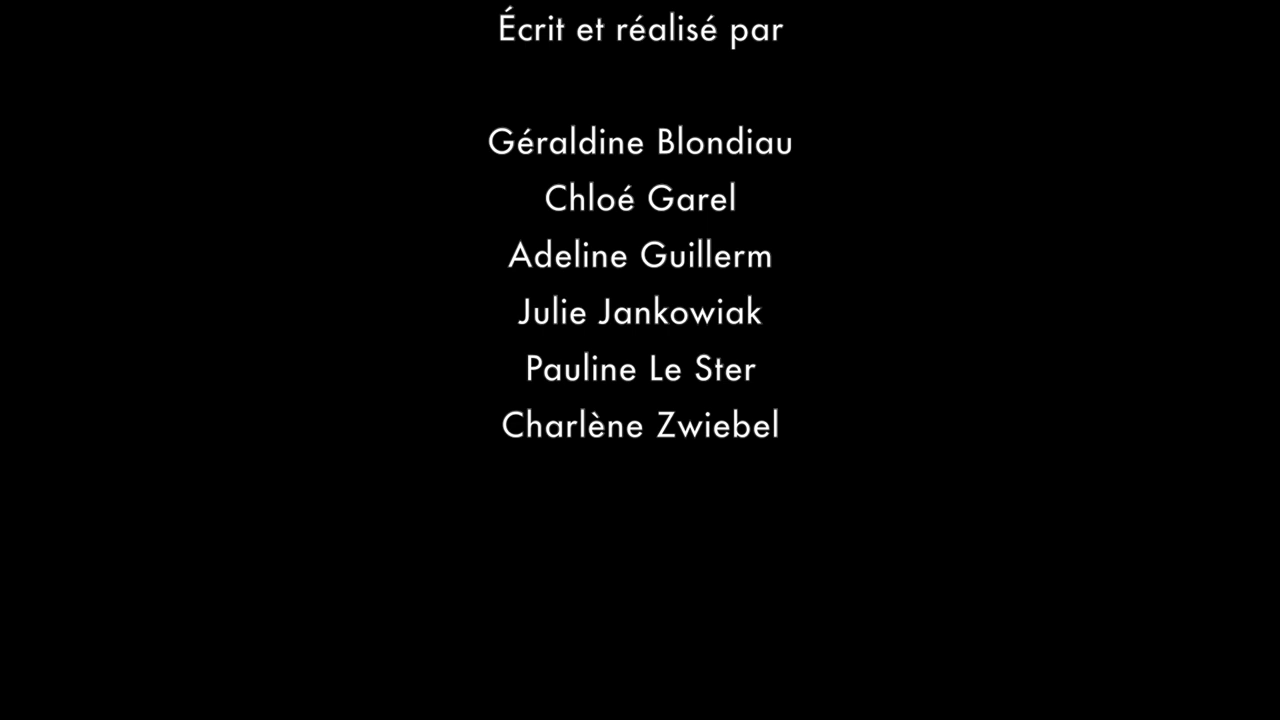 Écrit et réalisé par
Géraldine Blondiau
Chloé Garel
Adeline Guillerm
Julie Jankowiak
Pauline Le Ster
Charlène Zwiebel